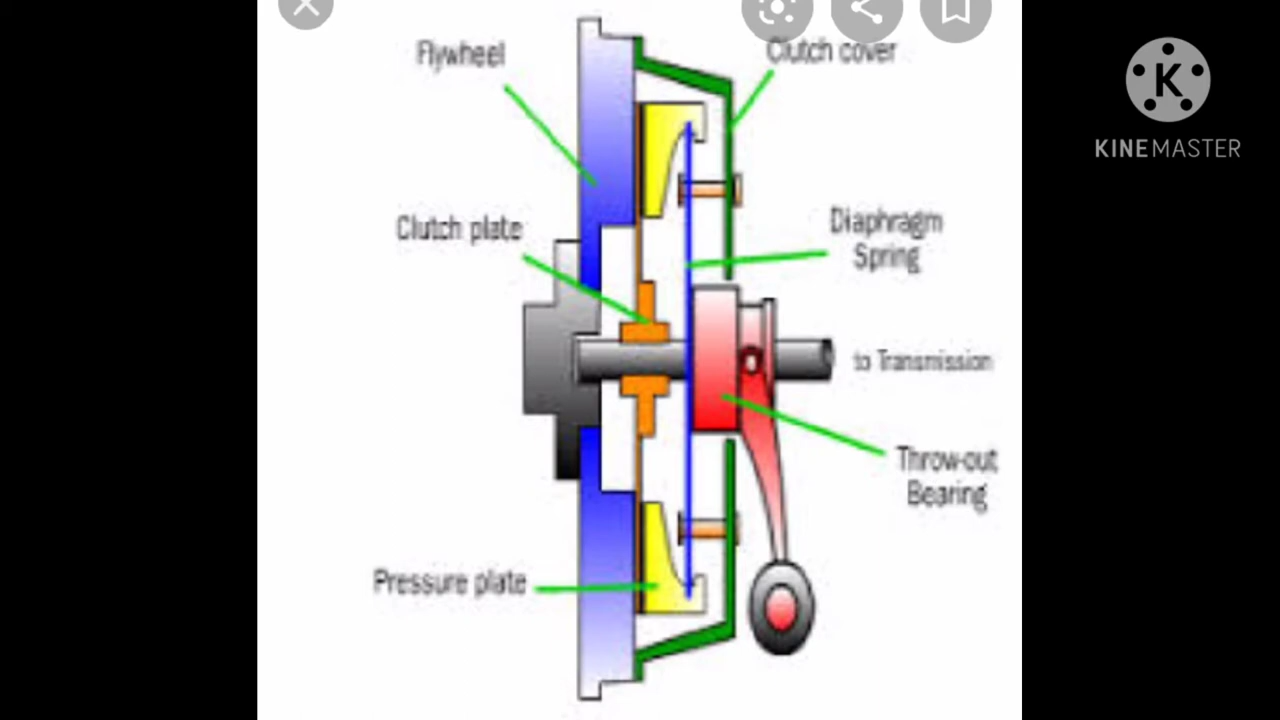 Flywheel
Clutch cover
K
KINEMASTER
Clutch plate
Diaphragm
Spring
to Transmission
Throw-out
Bearing
Pressure plate